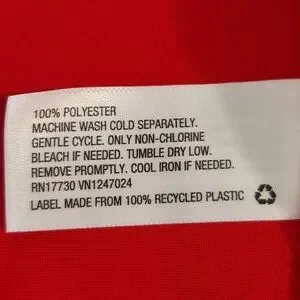 100% POLYESTER
MACHINE WASH COLD SEPARATELY.
GENTLE CYCLE. ONLY NON-CHLORINE
BLEACH IF NEEDED. TUMBLE DRY LOW.
REMOVE PROMPTLY. COOL IRON IF NEEDED.
RN17730 VN1247024
LABEL MADE FROM 100% RECYCLED PLASTIC